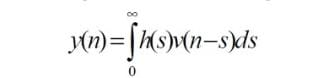 y(n)=∫₀^∞ h(s)v(n−s)ds